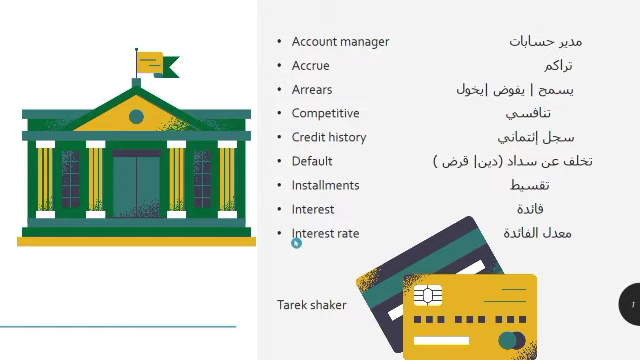 Account manager مدير حسابات
Accrue تراكم
Arrears يسمح | يفوض |يخول
Competitive تنافسي
Credit history سجل إئتماني
Default تخلف عن سداد (دين| قرض )
Installments تقسيط
Interest فائدة
Interest rate معدل الفائدة
Tarek shaker
1